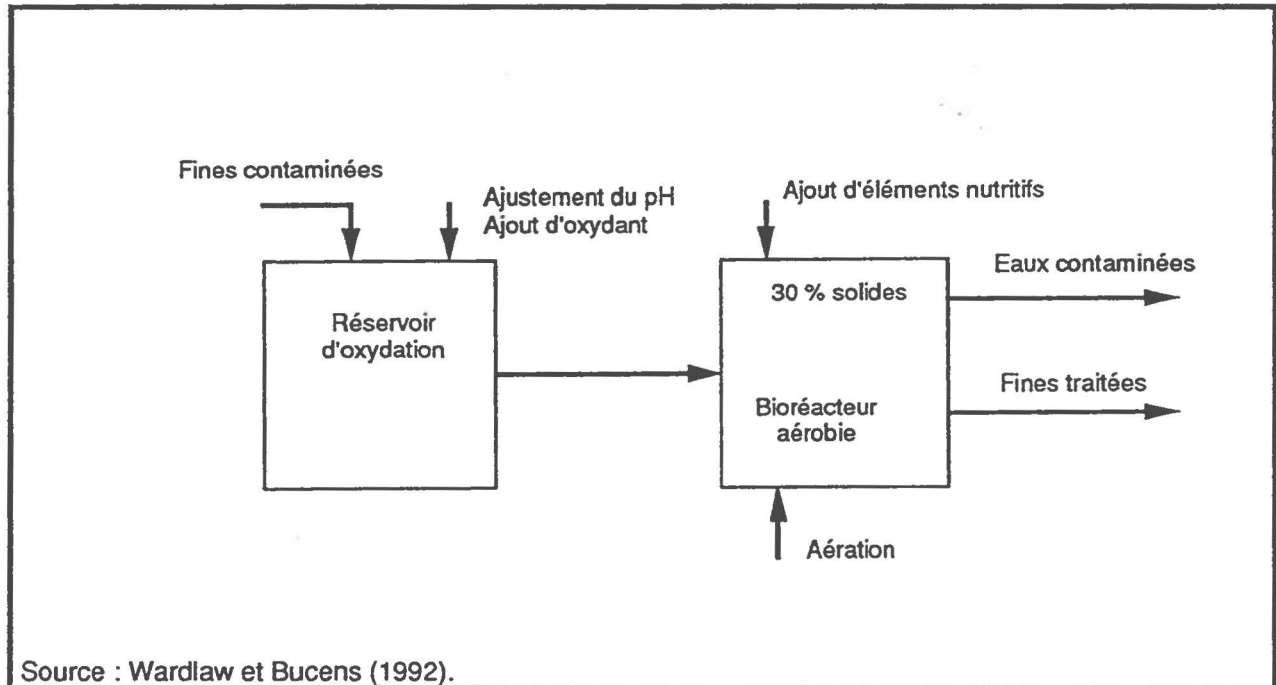 Fines contaminées
Ajustement du pH
Ajout d'oxydant
Réservoir
d'oxydation
Ajout d'éléments nutritifs
30 % solides
Bioréacteur
aérobie
Aération
Eaux contaminées
Fines traitées
Source : Wardlaw et Bucens (1992).